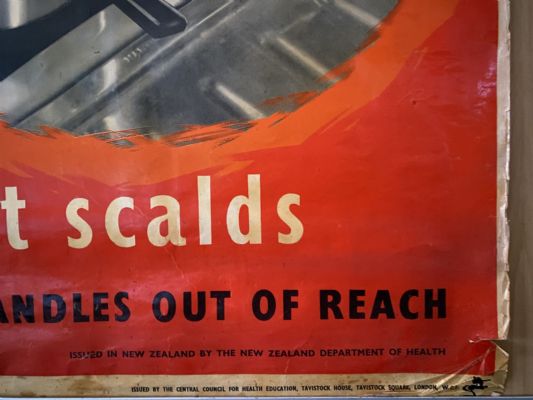 t scalds
ANDLES OUT OF REACH
ISSUED IN NEW ZEALAND BY THE NEW ZEALAND DEPARTMENT OF HEALTH
ISSUED BY THE CENTRAL COUNCIL FOR HEALTH EDUCATION, TAVISTOCK HOUSE, TAVISTOCK SQUARE, LONDON,